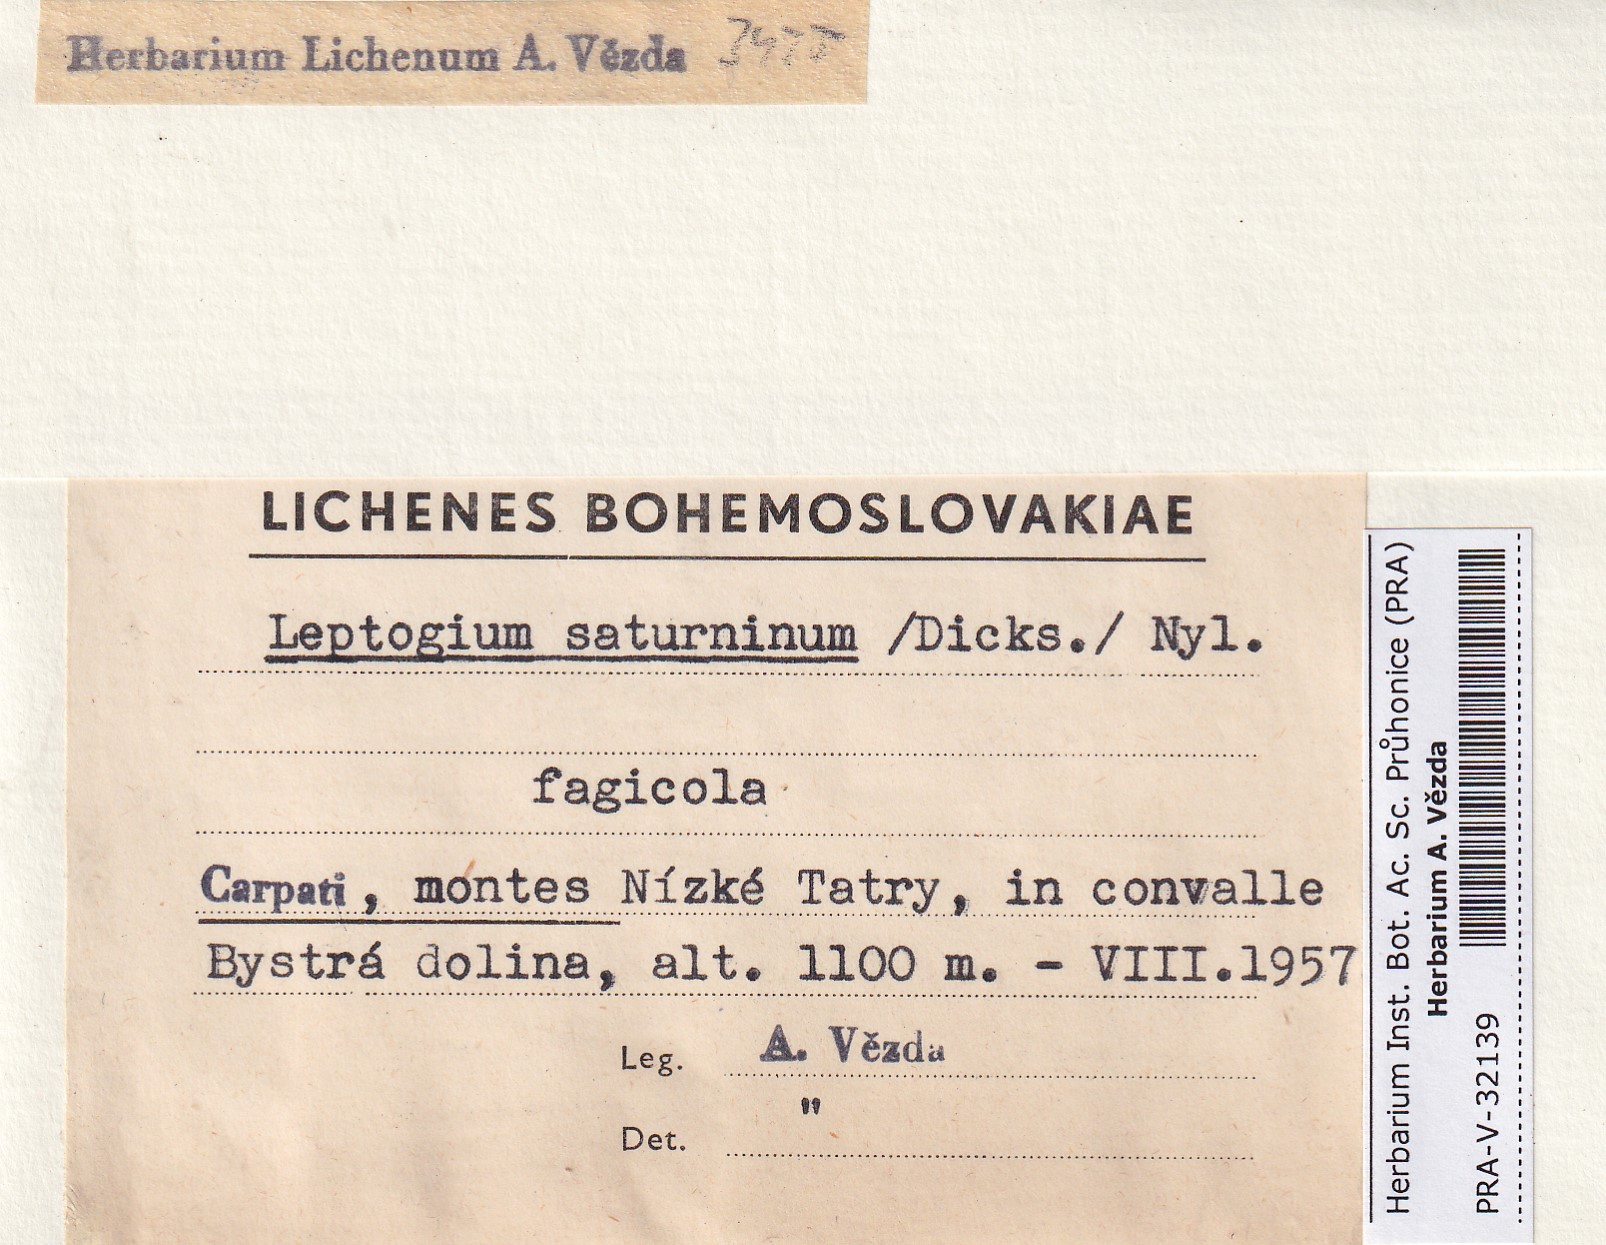 Herbarium Lichenum A. Vězda
LICHENES BOHEMOSLOVAKIAE
Leptogium saturninum /Dicks./ Nyl.
fagicola
Carpati, montes Nízké Tatry, in convalle
Bystrá dolina, alt. 1100 m. - VIII.1957
Leg. A. Vězda
Det. "
Herbarium Inst. Bot. Ac. Sc. Průhonice (PRA)
Herbarium A. Vězda
PRA-V-32139